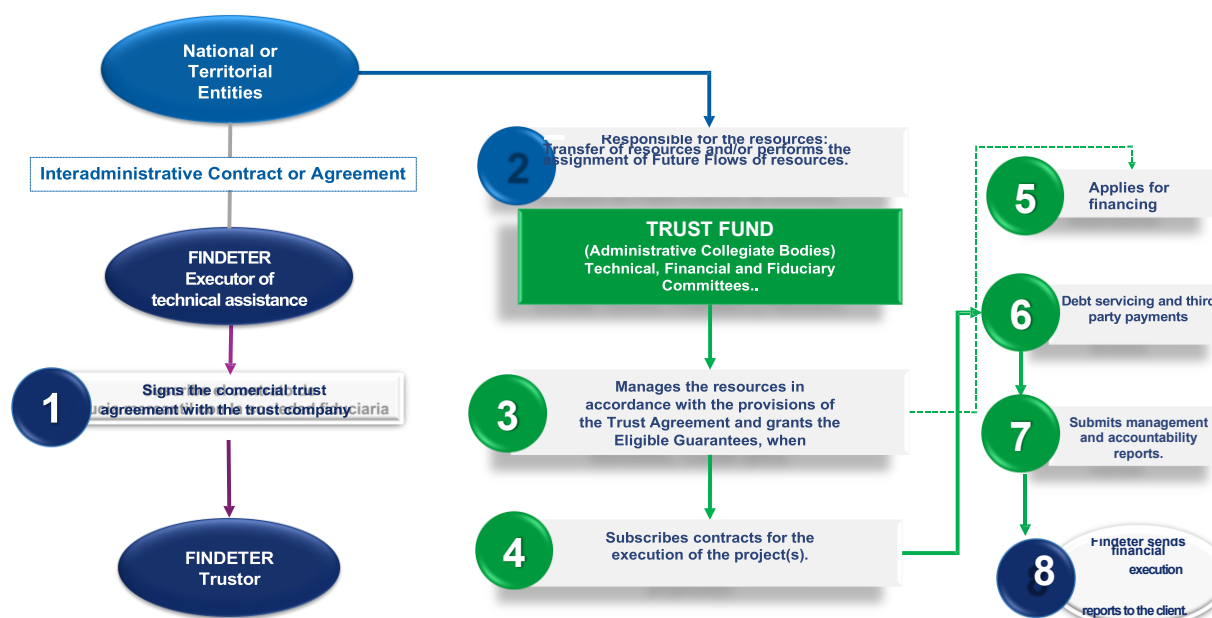 National or
Territorial
Entities
Interadministrative Contract or Agreement
FINDETER
Executor of
technical assistance
1
Signs the comercial trust
agreement with the trust company
fiduciaria
FINDETER
Trustor
2
Responsible for the resources:
Transfer of resources and/or performs the
assignment of Future Flows of resources.
TRUST FUND
(Administrative Collegiate Bodies)
Technical, Financial and Fiduciary
Committees..
3
Manages the resources in
accordance with the provisions of
the Trust Agreement and grants the
Eligible Guarantees, when
4
Subscribes contracts for the
execution of the project(s).
5
Applies for
financing
6
Debt servicing and third
party payments
7
Submits management
and accountability
reports.
8
Findeter sends
financial
execution
reports to the client.